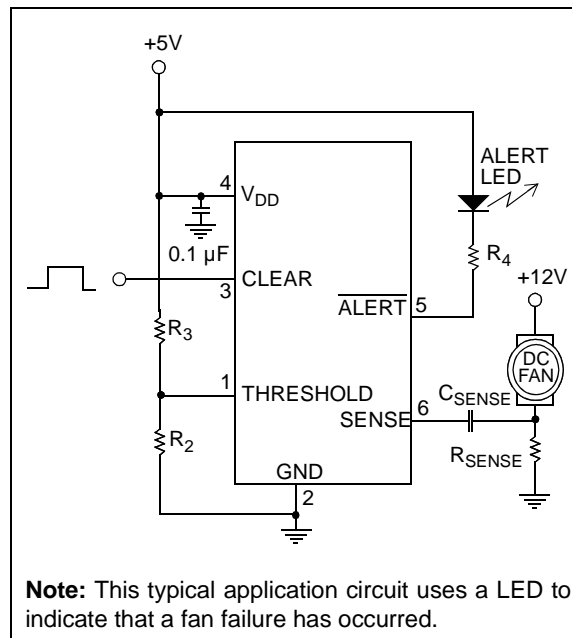 +5V
ALERT
LED
4
V_DD
0.1 µF
CLEAR
3
R_4
ALERT
5
+12V
DC
FAN
R_3
1
THRESHOLD
C_SENSE
6
SENSE
R_2
R_SENSE
GND
2
Note: This typical application circuit uses a LED to
indicate that a fan failure has occurred.